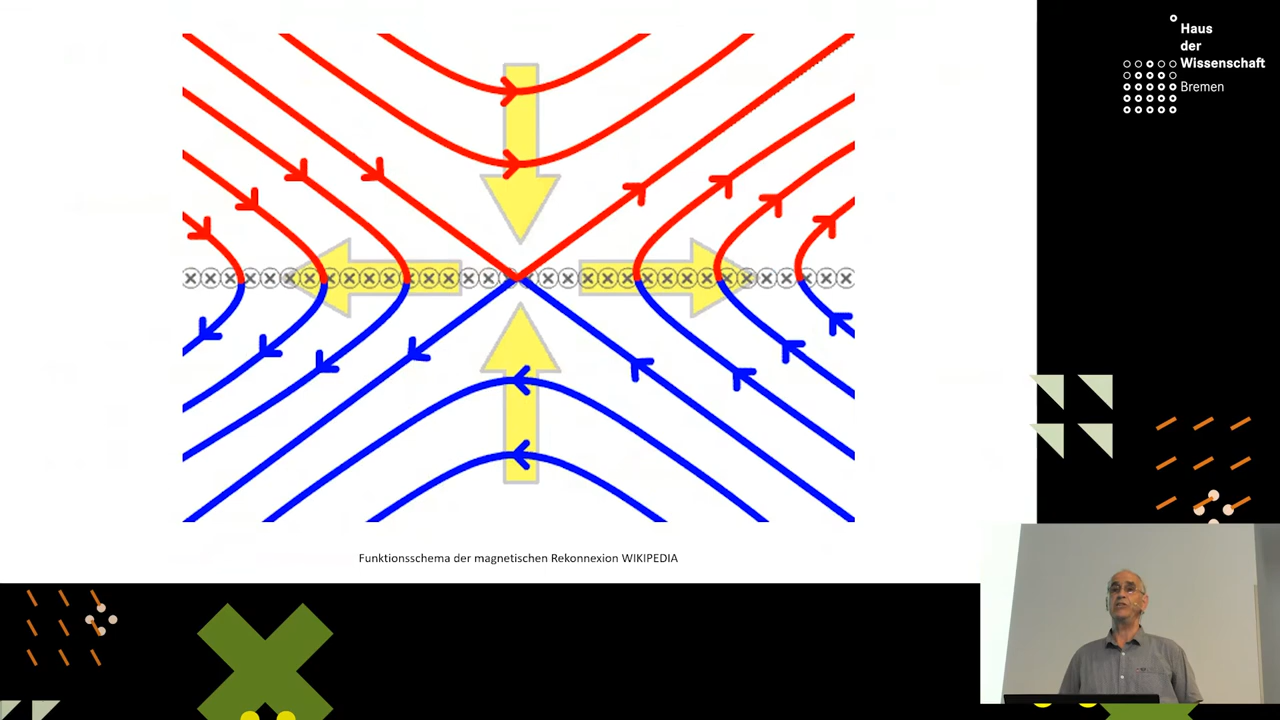 Haus
der
Wissenschaft
Bremen
Funktionsschema der magnetischen Rekonnexion WIKIPEDIA